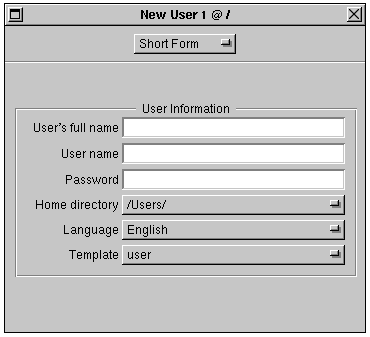 New User 1 @ /
Short Form
User Information
User's full name
User name
Password
Home directory /Users/
Language English
Template user